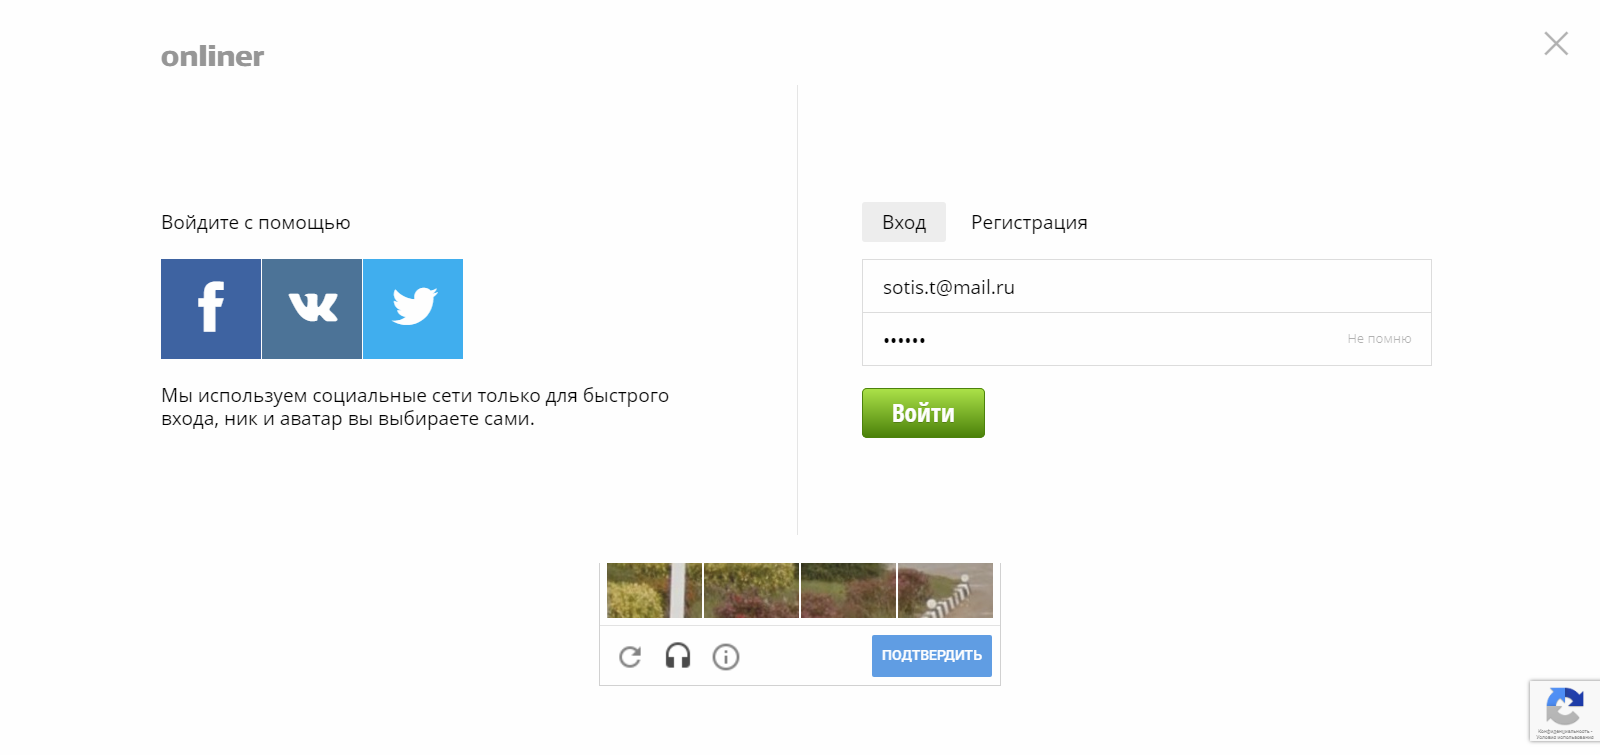 onliner
Войдите с помощью
Мы используем социальные сети только для быстрого
входа, ник и аватар вы выбираете сами.
Вход
Регистрация
sotis.t@mail.ru
••••••
Не помню
Войти
ПОДТВЕРДИТЬ
Конфиденциальность -
Условия использования